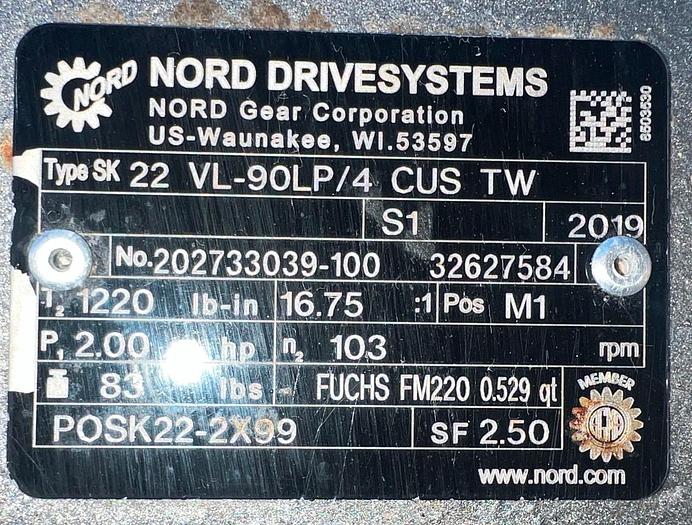 NORD
NORD DRIVESYSTEMS
NORD Gear Corporation
US-Waunakee, WI.53597
8503530
Type SK 22 VL-90LP/4 CUS TW
S1 2019
No.202733039-100 32627584
T2 1220 lb-in 16.75 :1 Pos M1
P1 2.00 hp n2 103 rpm
83 lbs - FUCHS FM220 0.529 qt
POSK22-2X99 SF 2.50
MEMBER
AGMA
www.nord.com